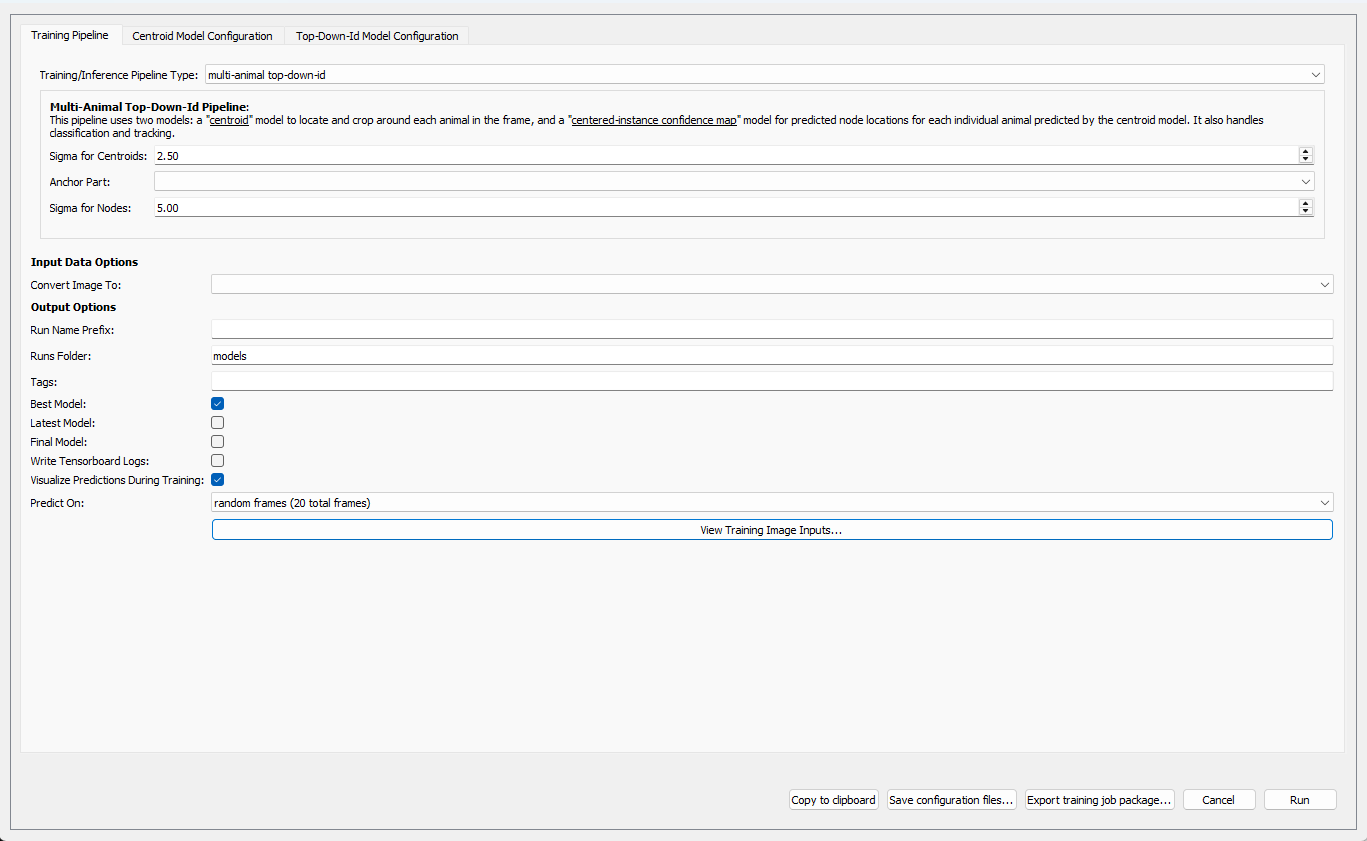 Training Pipeline
Centroid Model Configuration
Top-Down-Id Model Configuration
Training/Inference Pipeline Type: multi-animal top-down-id
Multi-Animal Top-Down-Id Pipeline:
This pipeline uses two models: a "centroid" model to locate and crop around each animal in the frame, and a "centered-instance confidence map" model for predicted node locations for each individual animal predicted by the centroid model. It also handles
classification and tracking.
Sigma for Centroids: 2.50
Anchor Part:
Sigma for Nodes: 5.00
Input Data Options
Convert Image To:
Output Options
Run Name Prefix:
Runs Folder: models
Tags:
Best Model:
Latest Model:
Final Model:
Write Tensorboard Logs:
Visualize Predictions During Training:
Predict On: random frames (20 total frames)
View Training Image Inputs...
Copy to clipboard
Save configuration files...
Export training job package...
Cancel
Run